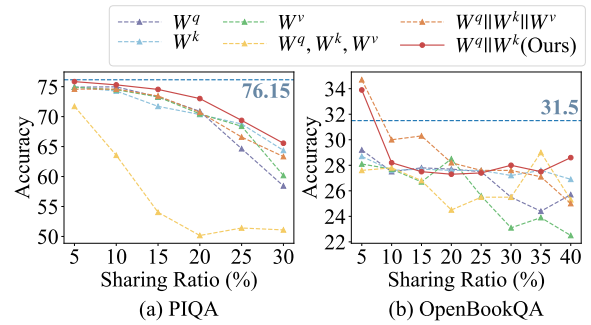 W^q W^v W^q||W^k||W^v
W^k W^q, W^k, W^v W^q||W^k(Ours)
Accuracy
75
70
65
60
55
50
76.15
5 10 15 20 25 30
Sharing Ratio (%)
(a) PIQA
Accuracy
34
32
30
28
26
24
22
31.5
5 10 15 20 25 30 35 40
Sharing Ratio (%)
(b) OpenBookQA